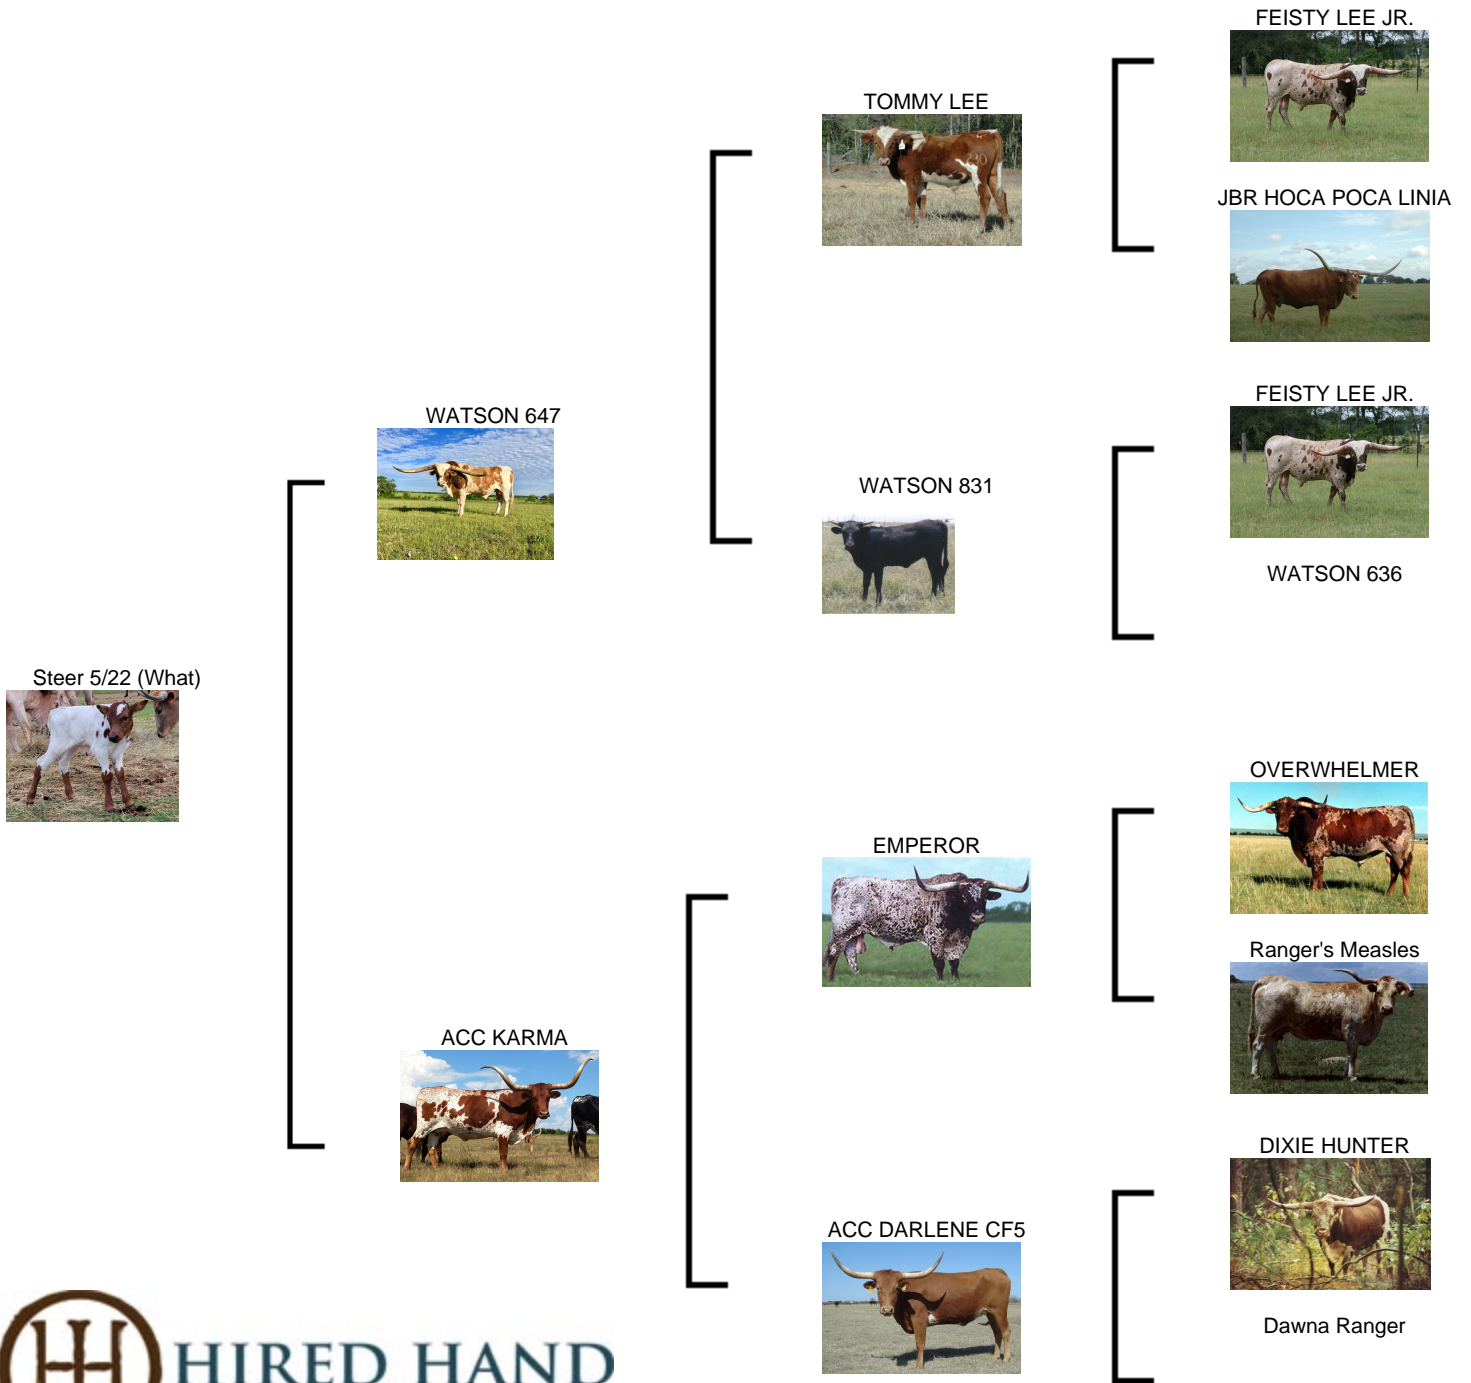 FEISTY LEE JR.
TOMMY LEE
JBR HOCA POCA LINIA
WATSON 647
FEISTY LEE JR.
WATSON 831
WATSON 636
Steer 5/22 (What)
OVERWHELMER
EMPEROR
Ranger's Measles
ACC KARMA
DIXIE HUNTER
ACC DARLENE CF5
Dawna Ranger
HIRED HAND